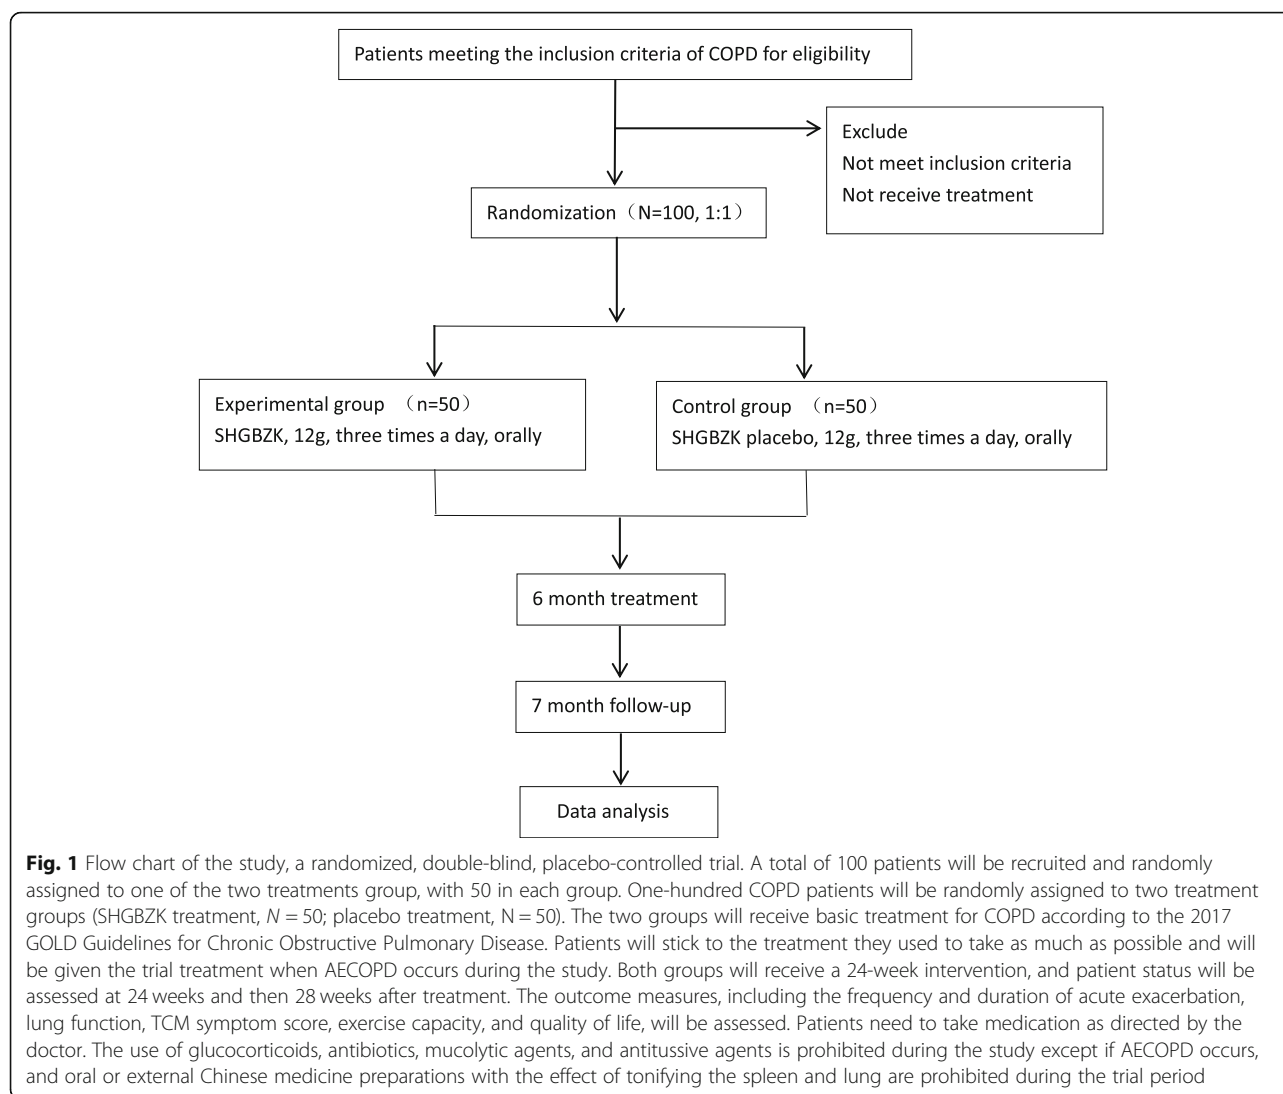 Patients meeting the inclusion criteria of COPD for eligibility
Exclude
Not meet inclusion criteria
Not receive treatment
Randomization（N=100, 1:1）
Experimental group （n=50）
SHGBZK, 12g, three times a day, orally
Control group （n=50）
SHGBZK placebo, 12g, three times a day, orally
6 month treatment
7 month follow-up
Data analysis
Fig. 1 Flow chart of the study, a randomized, double-blind, placebo-controlled trial. A total of 100 patients will be recruited and randomly
assigned to one of the two treatments group, with 50 in each group. One-hundred COPD patients will be randomly assigned to two treatment
groups (SHGBZK treatment, N = 50; placebo treatment, N = 50). The two groups will receive basic treatment for COPD according to the 2017
GOLD Guidelines for Chronic Obstructive Pulmonary Disease. Patients will stick to the treatment they used to take as much as possible and will
be given the trial treatment when AECOPD occurs during the study. Both groups will receive a 24-week intervention, and patient status will be
assessed at 24 weeks and then 28 weeks after treatment. The outcome measures, including the frequency and duration of acute exacerbation,
lung function, TCM symptom score, exercise capacity, and quality of life, will be assessed. Patients need to take medication as directed by the
doctor. The use of glucocorticoids, antibiotics, mucolytic agents, and antitussive agents is prohibited during the study except if AECOPD occurs,
and oral or external Chinese medicine preparations with the effect of tonifying the spleen and lung are prohibited during the trial period